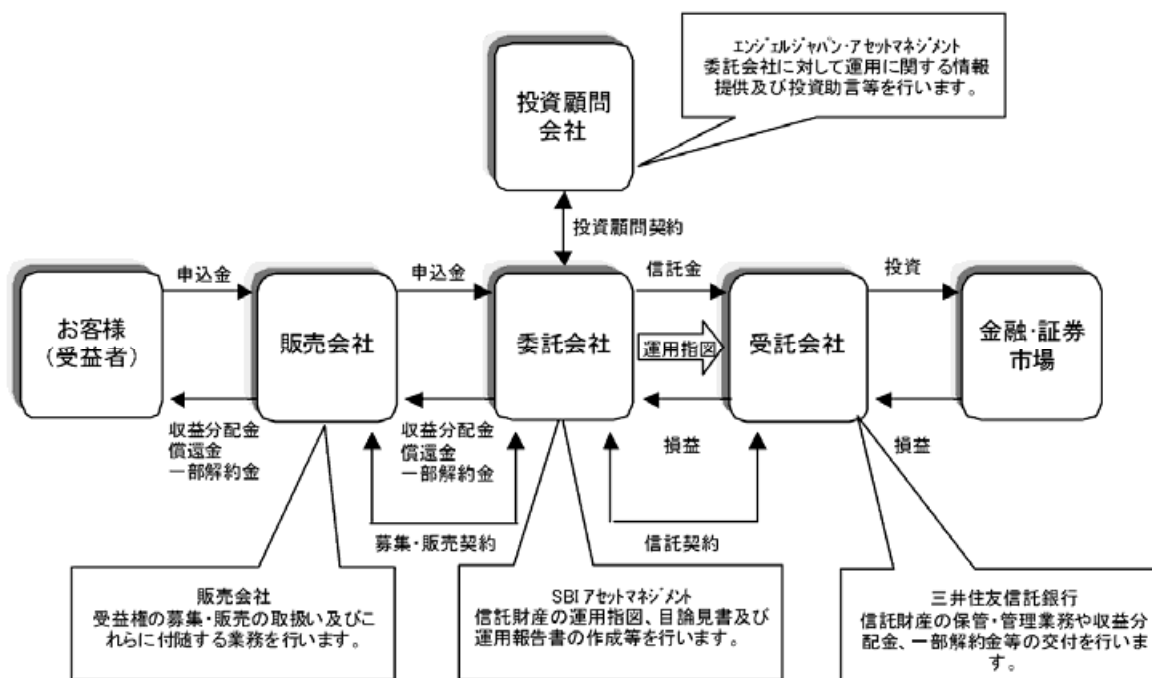 エンジェルジャパン・アセットマネジメント
委託会社に対して運用に関する情報
提供及び投資助言等を行います。
投資顧問
会社
投資顧問契約
申込金
申込金
信託金
投資
お客様
（受益者）
販売会社
委託会社
運用指図
受託会社
金融・証券
市場
収益分配金
償還金
一部解約金
収益分配金
償還金
一部解約金
損益
損益
募集・販売契約
信託契約
販売会社
受益権の募集・販売の取扱い及びこ
れらに付随する業務を行います。
SBIアセットマネジメント
信託財産の運用指図、目論見書及び
運用報告書の作成等を行います。
三井住友信託銀行
信託財産の保管・管理業務や収益分
配金、一部解約金等の交付を行いま
す。